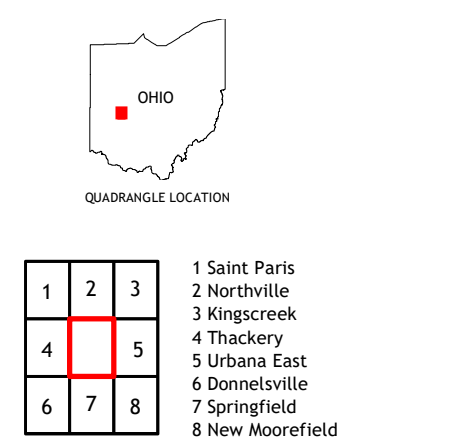 OHIO
QUADRANGLE LOCATION
1 2 3
4 5
6 7 8
1 Saint Paris
2 Northville
3 Kingscreek
4 Thackery
5 Urbana East
6 Donnelsville
7 Springfield
8 New Moorefield